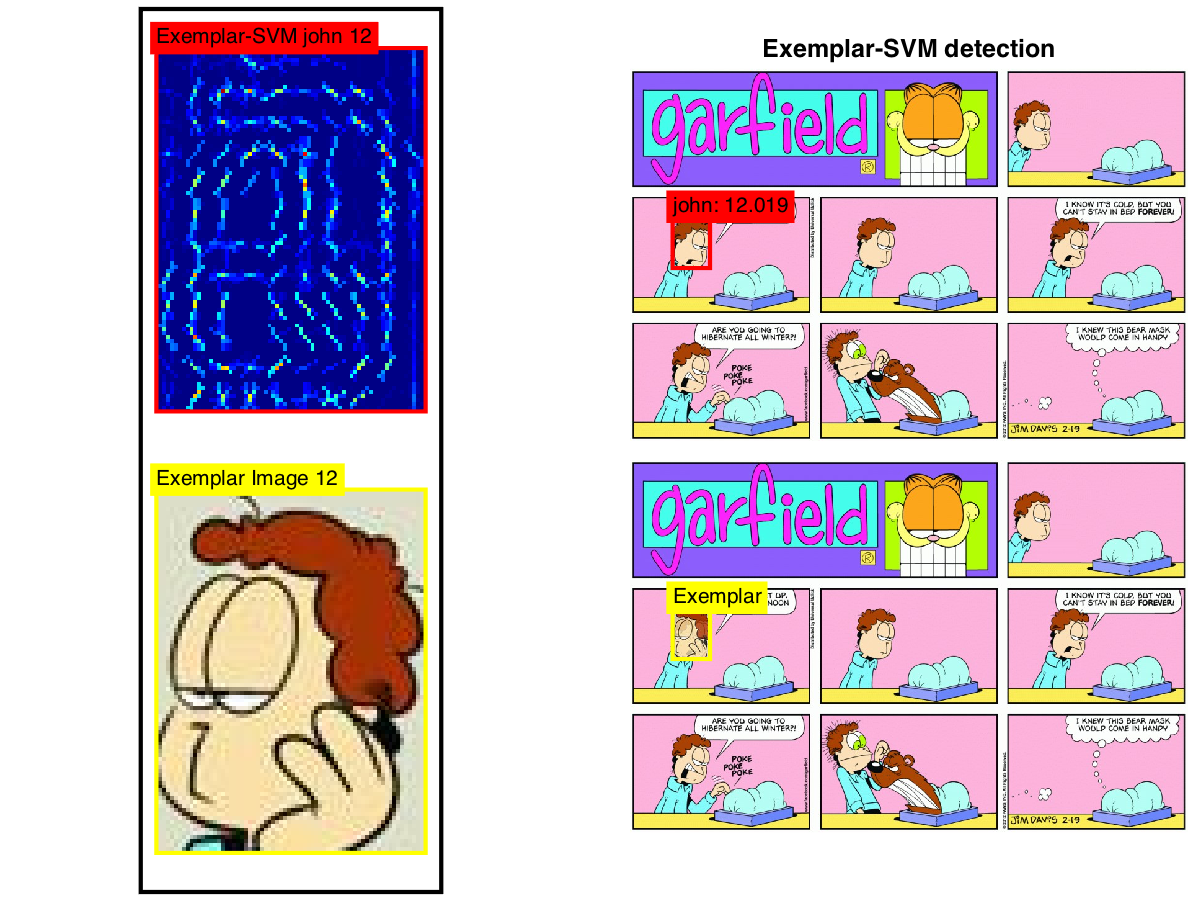 Exemplar-SVM john 12
Exemplar Image 12
Exemplar-SVM detection
garfield
®
john: 12.019
I KNOW IT'S COLD, BUT YOU
CAN'T STAY IN BED FOREVER!
ARE YOU GOING TO
HIBERNATE ALL WINTER?!
POKE
POKE
POKE
I KNEW THIS BEAR MASK
WOULD COME IN HANDY
JIM DAVIS 2-19
garfield
®
Exemplar
T UP,
NOON
I KNOW IT'S COLD, BUT YOU
CAN'T STAY IN BED FOREVER!
ARE YOU GOING TO
HIBERNATE ALL WINTER?!
POKE
POKE
POKE
I KNEW THIS BEAR MASK
WOULD COME IN HANDY
JIM DAVIS 2-19